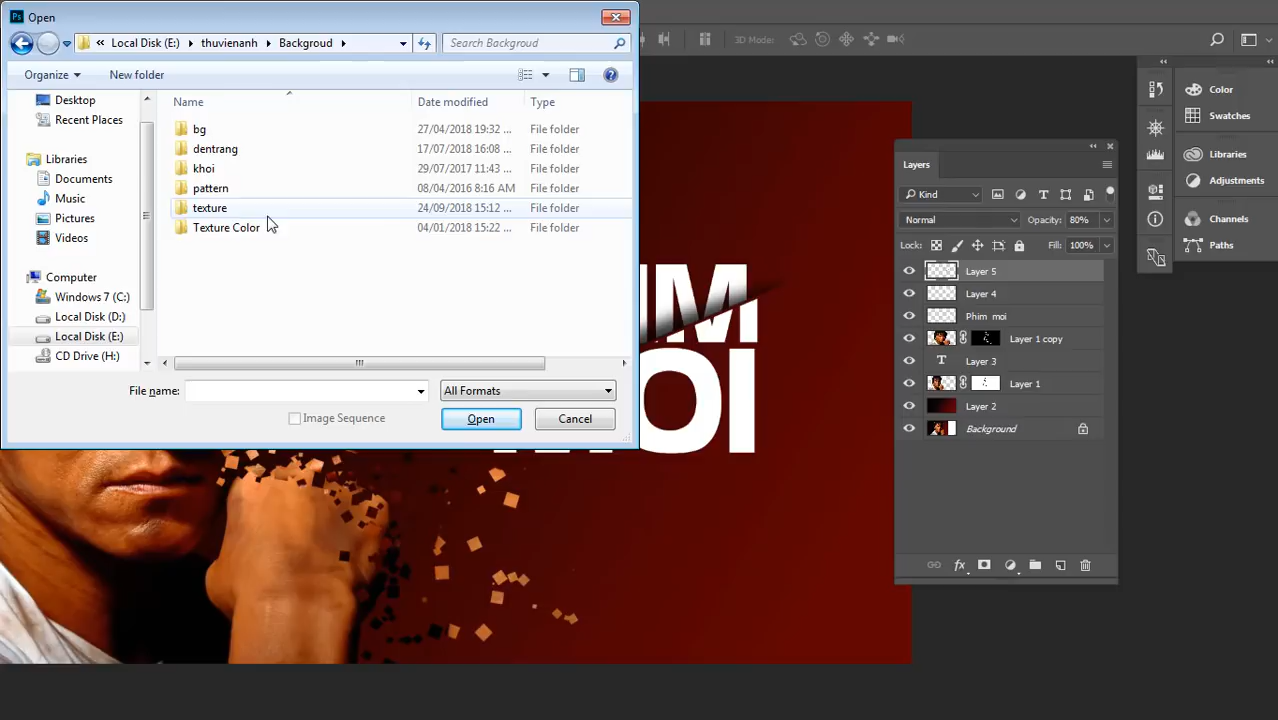 Ps Open
« Local Disk (E:) thuvienanh Backgroud Search Backgroud
Organize New folder
3D Mode:
Name Date modified Type
Desktop
Recent Places
Libraries
Documents
Music
Pictures
Videos
Computer
Windows 7 (C:)
Local Disk (D:)
Local Disk (E:)
CD Drive (H:)
bg 27/04/2018 19:32 ... File folder
dentrang 17/07/2018 16:08 ... File folder
khoi 29/07/2017 11:43 ... File folder
pattern 08/04/2016 8:16 AM File folder
texture 24/09/2018 15:12 ... File folder
Texture Color 04/01/2018 15:22 ... File folder
File name: All Formats
Image Sequence Open Cancel
Layers
Kind
Normal Opacity: 80%
Lock: Fill: 100%
Layer 5
Layer 4
Phim moi
Layer 1 copy
T Layer 3
Layer 1
Layer 2
Background
fx
Color
Swatches
Libraries
Adjustments
Channels
Paths